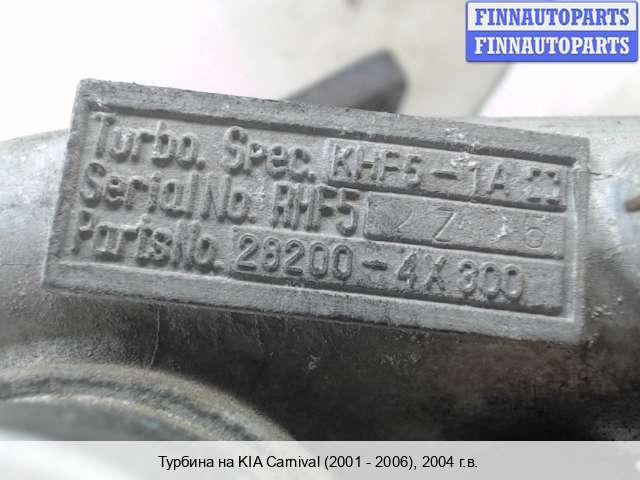 FINNAUTOPARTS
FINNAUTOPARTS
Turbo. Spec. KHF5-1A
Serial No. RHF5
Parts No. 28200-4X300
Турбина на KIA Carnival (2001 - 2006), 2004 г.в.